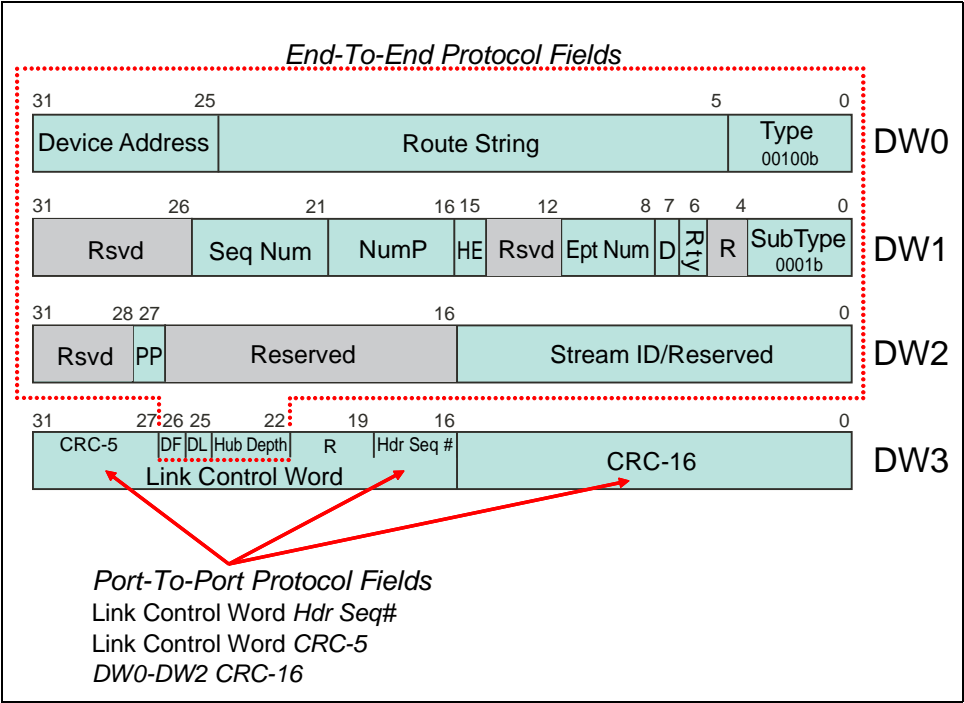 End-To-End Protocol Fields
31 25 5 0
Device Address Route String Type 00100b DW0
31 26 21 16 15 12 8 7 6 4 0
Rsvd Seq Num NumP HE Rsvd Ept Num D Rty R SubType 0001b DW1
31 28 27 16 0
Rsvd PP Reserved Stream ID/Reserved DW2
31 27 26 25 22 19 16 0
CRC-5 DF DL Hub Depth R Hdr Seq # CRC-16 DW3
Link Control Word
Port-To-Port Protocol Fields
Link Control Word Hdr Seq#
Link Control Word CRC-5
DW0-DW2 CRC-16